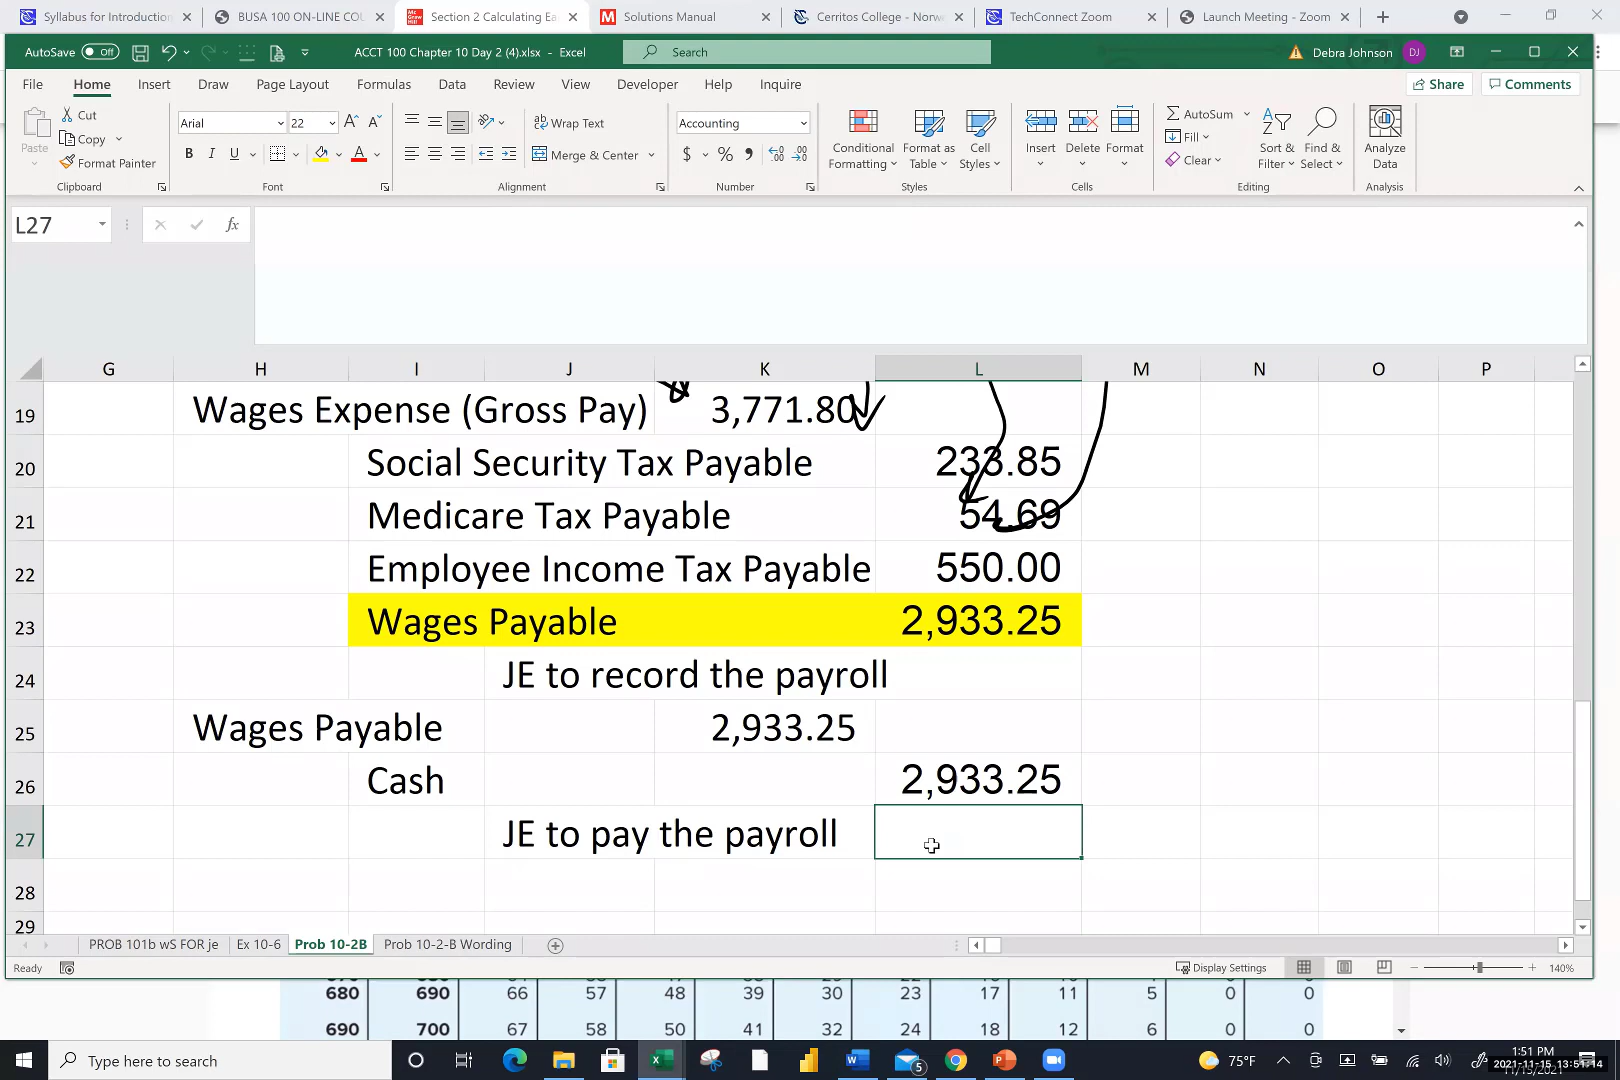 Syllabus for Introduction
BUSA 100 ON-LINE COU
Section 2 Calculating Ea
Solutions Manual
Cerritos College - Norw
TechConnect Zoom
Launch Meeting - Zoom
AutoSave Off
ACCT 100 Chapter 10 Day 2 (4).xlsx - Excel
Search
Debra Johnson DJ
File Home Insert Draw Page Layout Formulas Data Review View Developer Help Inquire Share Comments
Paste Cut Copy Format Painter
Arial 22 B I U A
Wrap Text Merge & Center
Accounting $ % ,
Conditional Formatting Format as Table Cell Styles
Insert Delete Format
AutoSum Fill Clear Sort & Filter Find & Select Analyze Data
Clipboard Font Alignment Number Styles Cells Editing Analysis
L27 fx
G H I J K L M N O P
19 Wages Expense (Gross Pay) 3,771.80
20 Social Security Tax Payable 233.85
21 Medicare Tax Payable 54.69
22 Employee Income Tax Payable 550.00
23 Wages Payable 2,933.25
24 JE to record the payroll
25 Wages Payable 2,933.25
26 Cash 2,933.25
27 JE to pay the payroll
28
29
PROB 101b wS FOR je Ex 10-6 Prob 10-2B Prob 10-2-B Wording
Ready Display Settings 140%
680 690 66 57 48 39 30 23 17 11 5 0 0
690 700 67 58 50 41 32 24 18 12 6 0 0
Type here to search 5 75°F 1:51 PM
2021-11-15 13:51:14